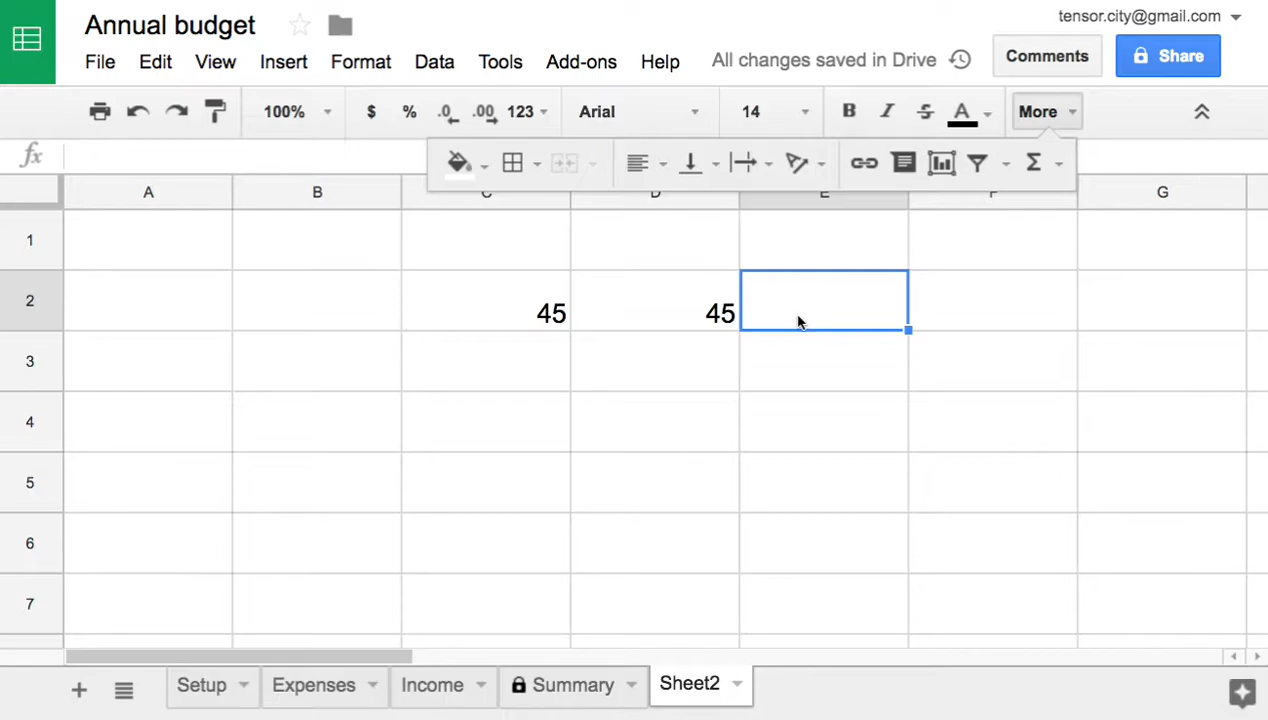 Annual budget
tensor.city@gmail.com
File Edit View Insert Format Data Tools Add-ons Help All changes saved in Drive Comments Share
100% $ % .0 .00 123 Arial 14 B I S A More
fx Σ
A B C D E F G
1
2 45 45
3
4
5
6
7
+ Setup Expenses Income Summary Sheet2